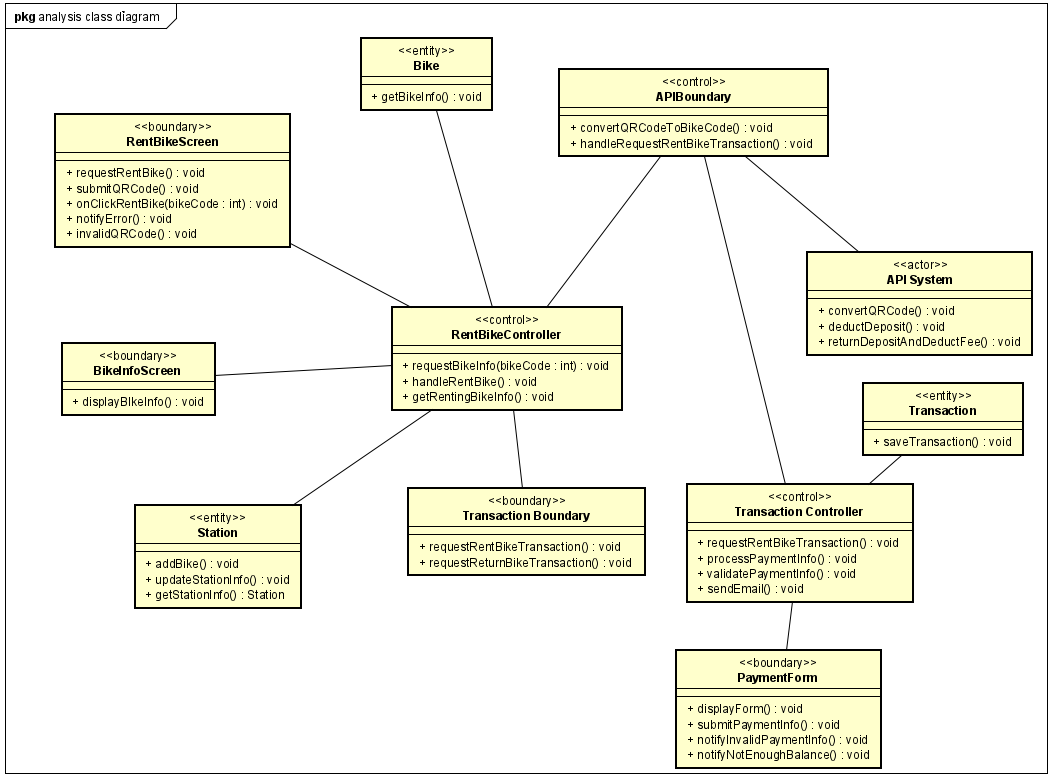 pkg analysis class diagram
<<entity>>
Bike
+ getBikeInfo() : void
<<control>>
APIBoundary
+ convertQRCodeToBikeCode() : void
+ handleRequestRentBikeTransaction() : void
<<boundary>>
RentBikeScreen
+ requestRentBike() : void
+ submitQRCode() : void
+ onClickRentBike(bikeCode : int) : void
+ notifyError() : void
+ invalidQRCode() : void
<<actor>>
API System
+ convertQRCode() : void
+ deductDeposit() : void
+ returnDepositAndDeductFee() : void
<<control>>
RentBikeController
+ requestBikeInfo(bikeCode : int) : void
+ handleRentBike() : void
+ getRentingBikeInfo() : void
<<boundary>>
BikeInfoScreen
+ displayBIkeInfo() : void
<<entity>>
Transaction
+ saveTransaction() : void
<<entity>>
Station
+ addBike() : void
+ updateStationInfo() : void
+ getStationInfo() : Station
<<boundary>>
Transaction Boundary
+ requestRentBikeTransaction() : void
+ requestReturnBikeTransaction() : void
<<control>>
Transaction Controller
+ requestRentBikeTransaction() : void
+ processPaymentInfo() : void
+ validatePaymentInfo() : void
+ sendEmail() : void
<<boundary>>
PaymentForm
+ displayForm() : void
+ submitPaymentInfo() : void
+ notifyInvalidPaymentInfo() : void
+ notifyNotEnoughBalance() : void